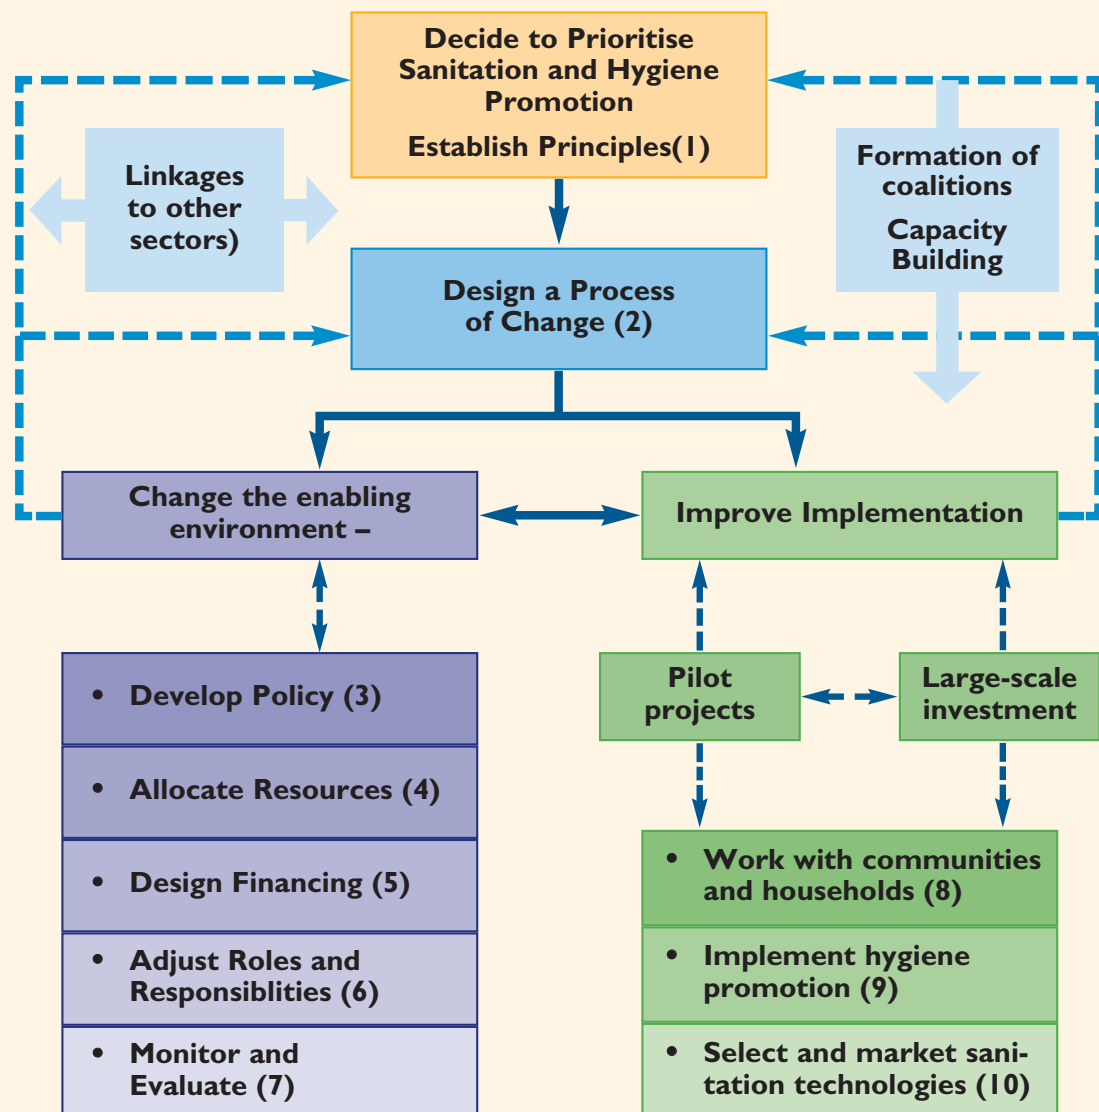 Decide to Prioritise
Sanitation and Hygiene
Promotion
Establish Principles(1)
Linkages
to other
sectors)
Formation of
coalitions
Capacity
Building
Design a Process
of Change (2)
Change the enabling
environment –
Improve Implementation
Pilot
projects
Large-scale
investment
• Develop Policy (3)
• Allocate Resources (4)
• Design Financing (5)
• Adjust Roles and
Responsiblities (6)
• Monitor and
Evaluate (7)
• Work with communities
and households (8)
• Implement hygiene
promotion (9)
• Select and market sani-
tation technologies (10)